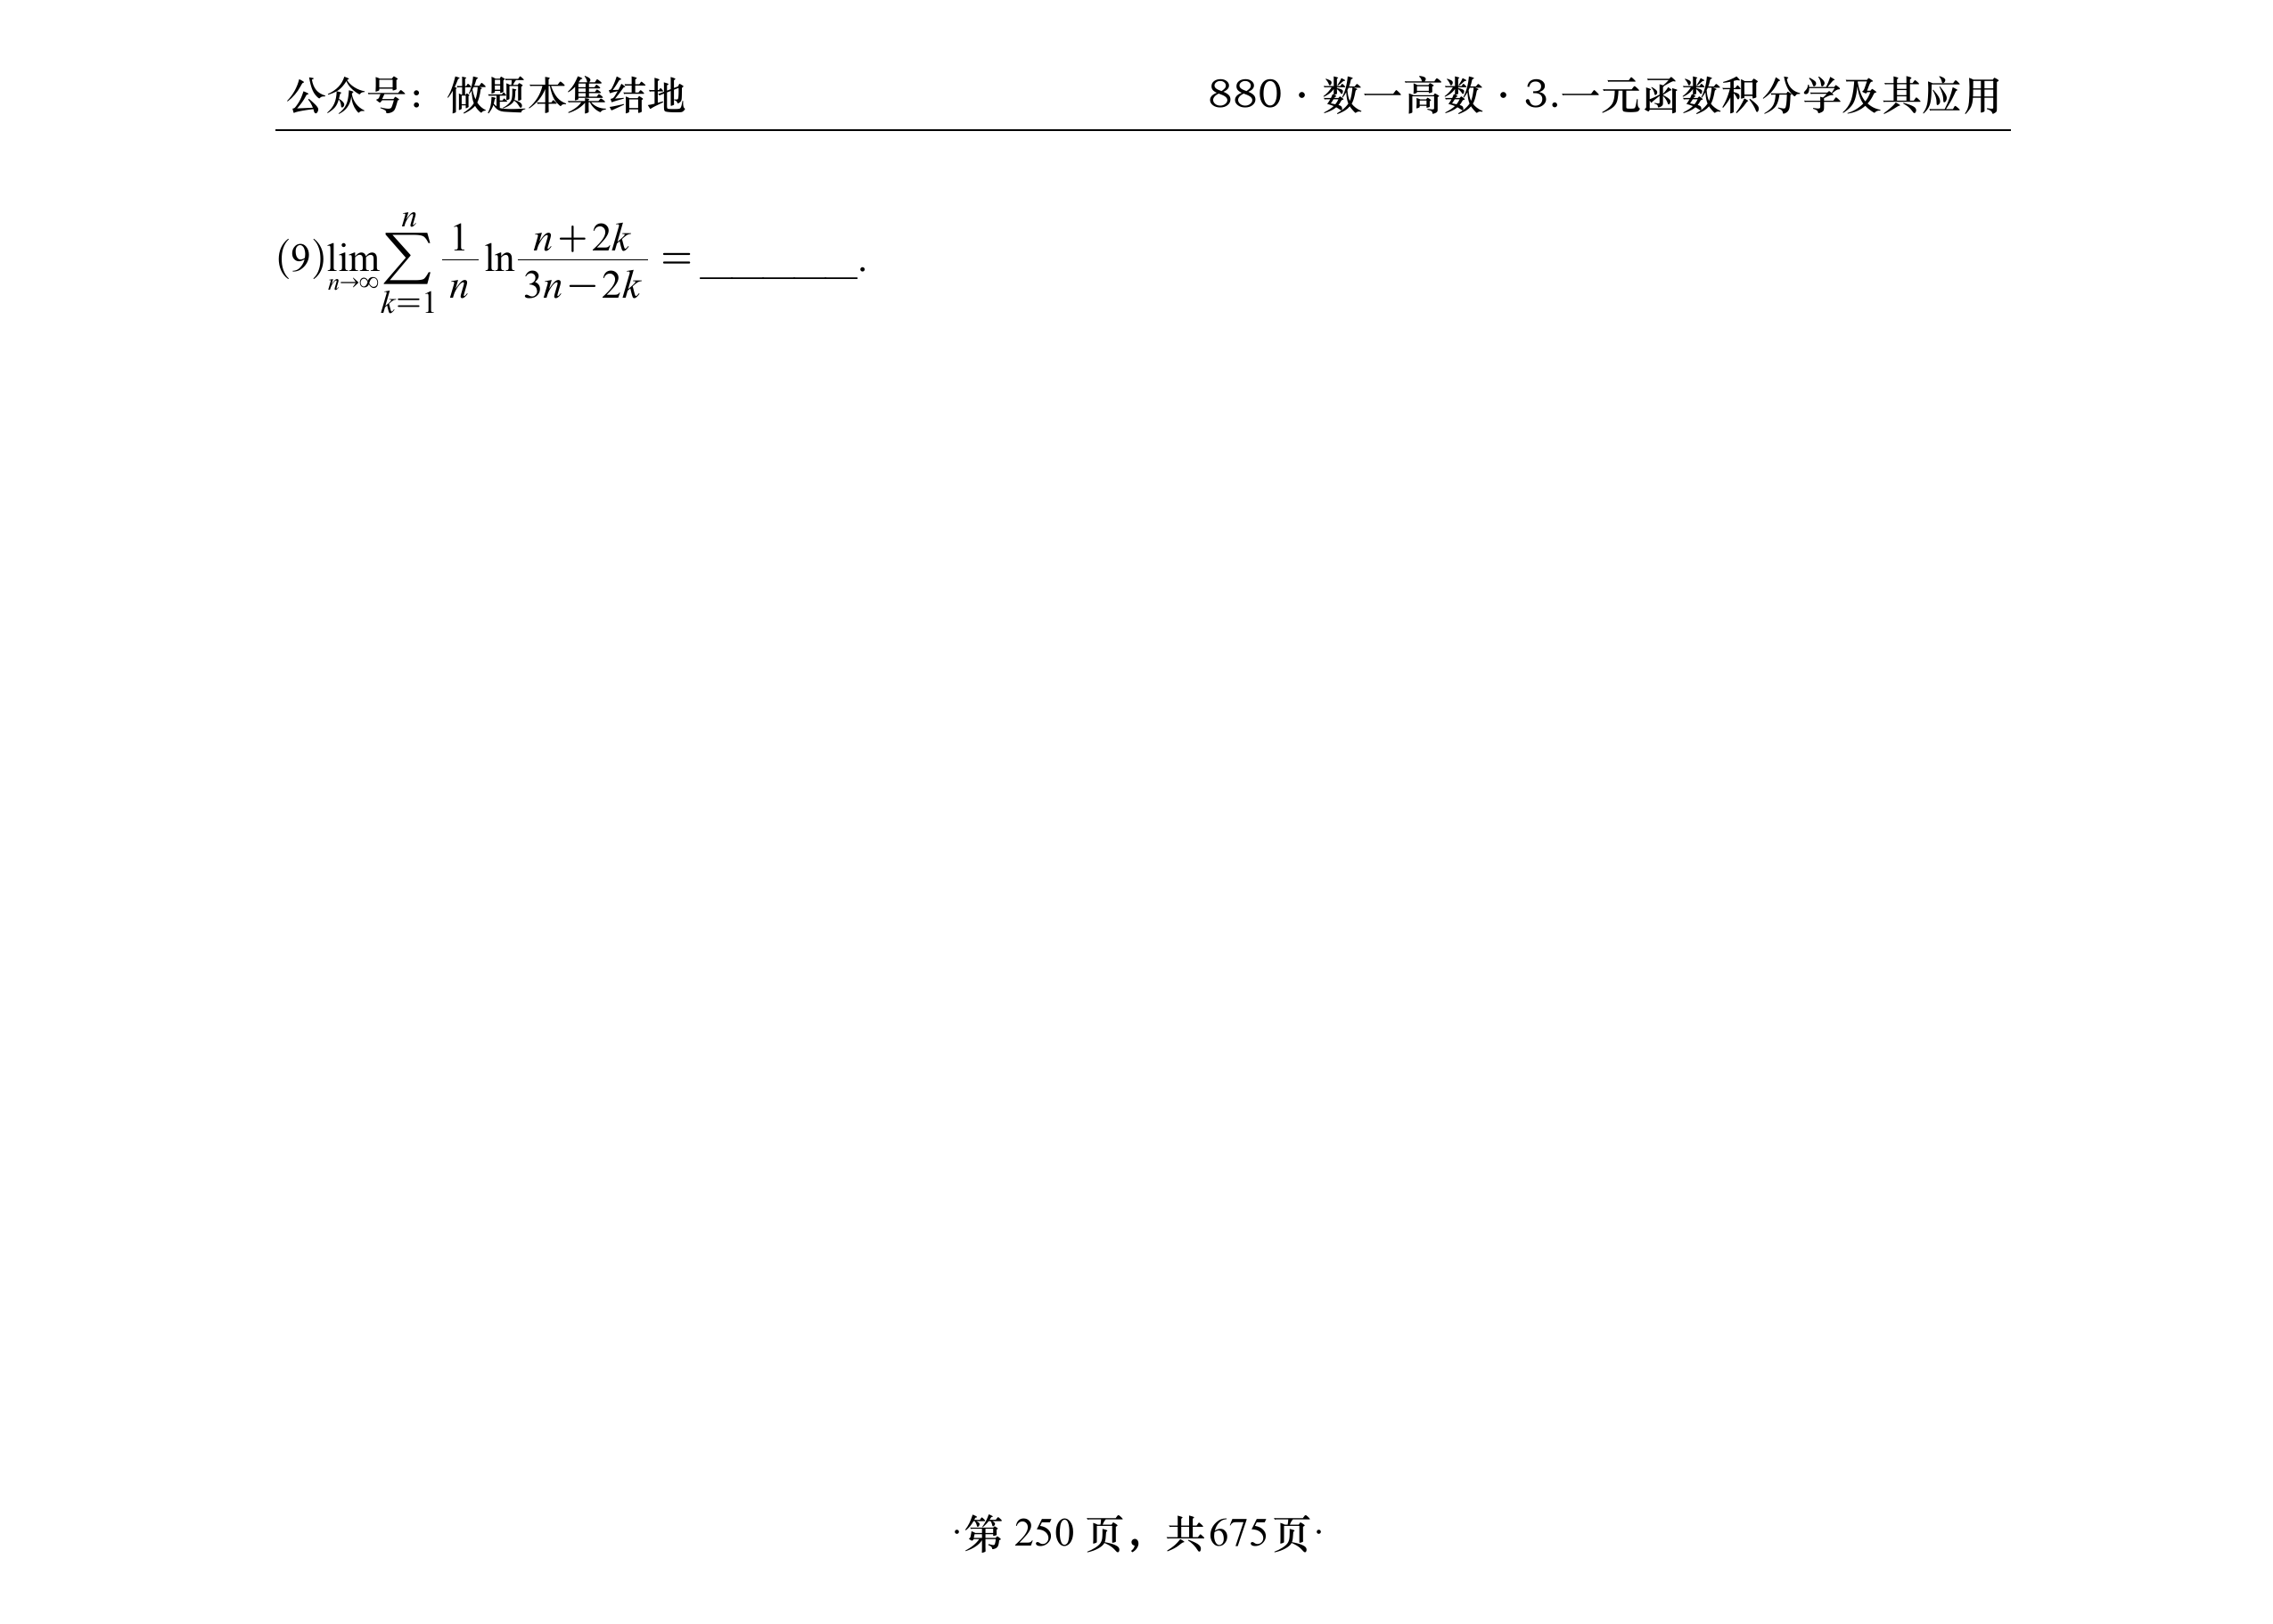 公众号：做题本集结地
880·数一高数·3.一元函数积分学及其应用
(9) $\lim\limits_{n\to\infty}\sum\limits_{k=1}^{n}\frac{1}{n}\ln\frac{n+2k}{3n-2k}=$ ________.
·第 250 页，共675页·